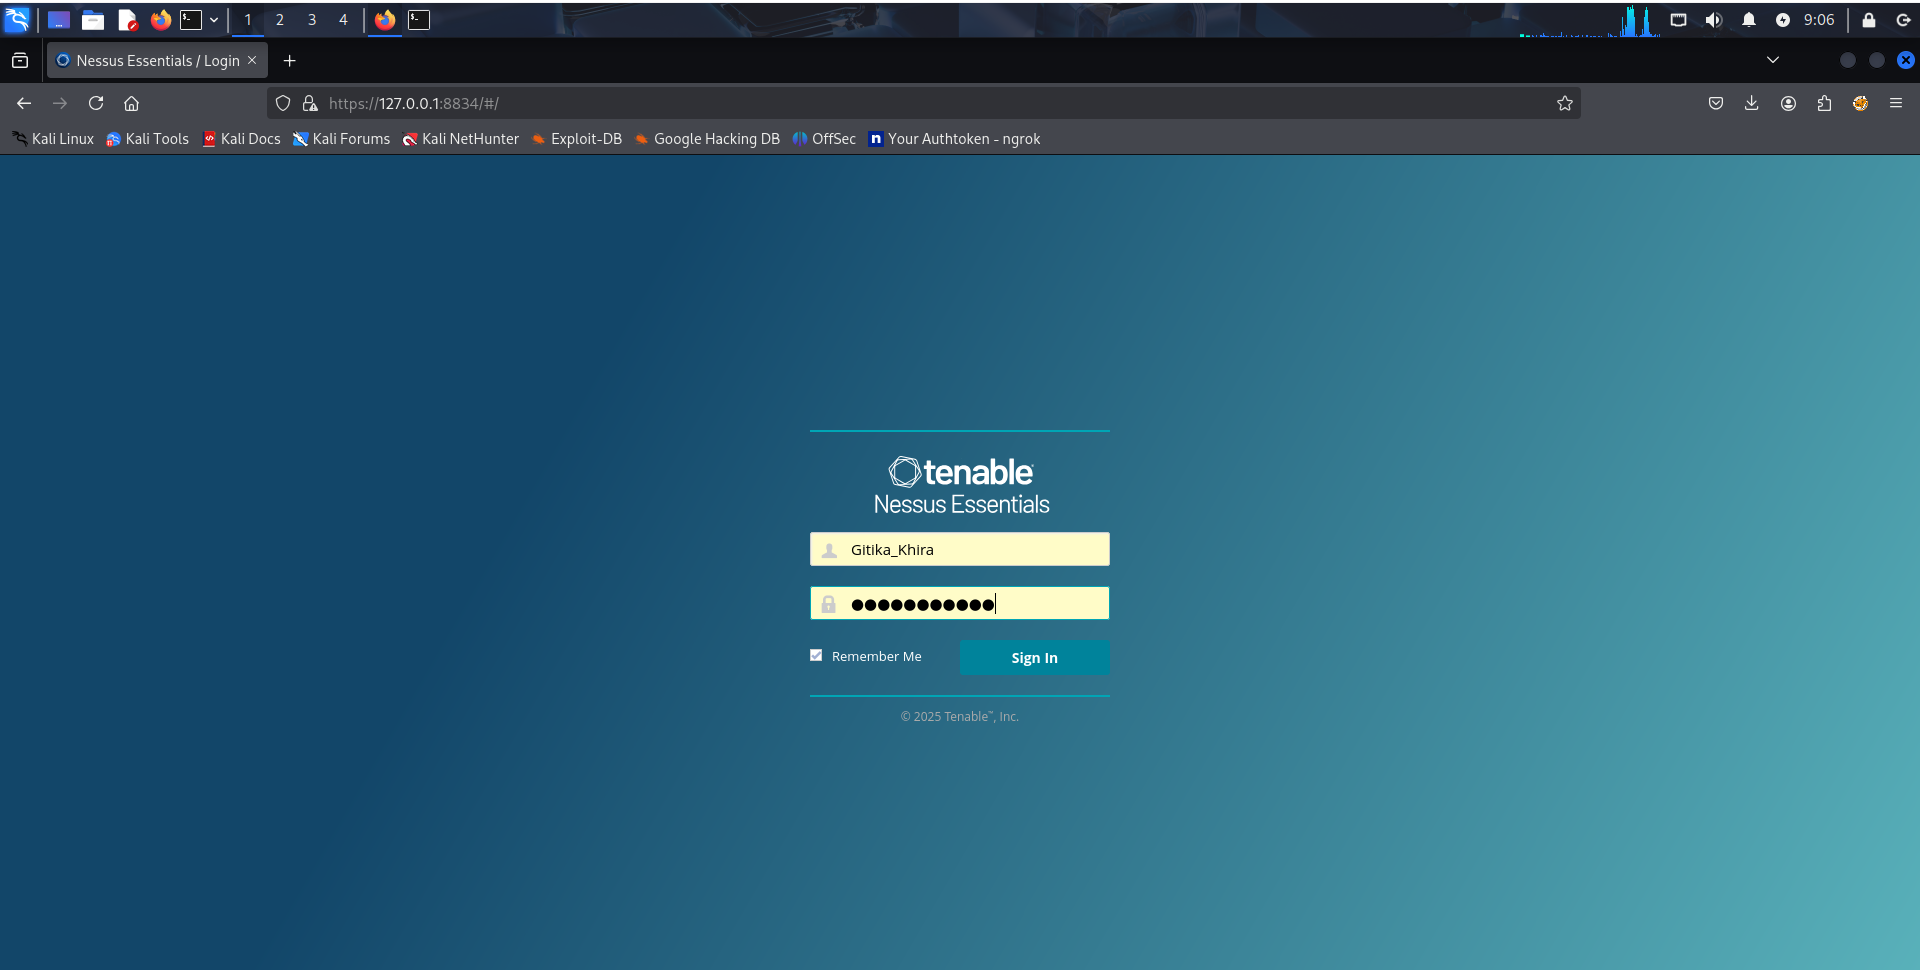 1 2 3 4 9:06
Nessus Essentials / Login
https://127.0.0.1:8834/#/
Kali Linux Kali Tools Kali Docs Kali Forums Kali NetHunter Exploit-DB Google Hacking DB OffSec n Your Authtoken - ngrok
tenable
Nessus Essentials
Gitika_Khira
●●●●●●●●●●●
Remember Me Sign In
© 2025 Tenable™, Inc.